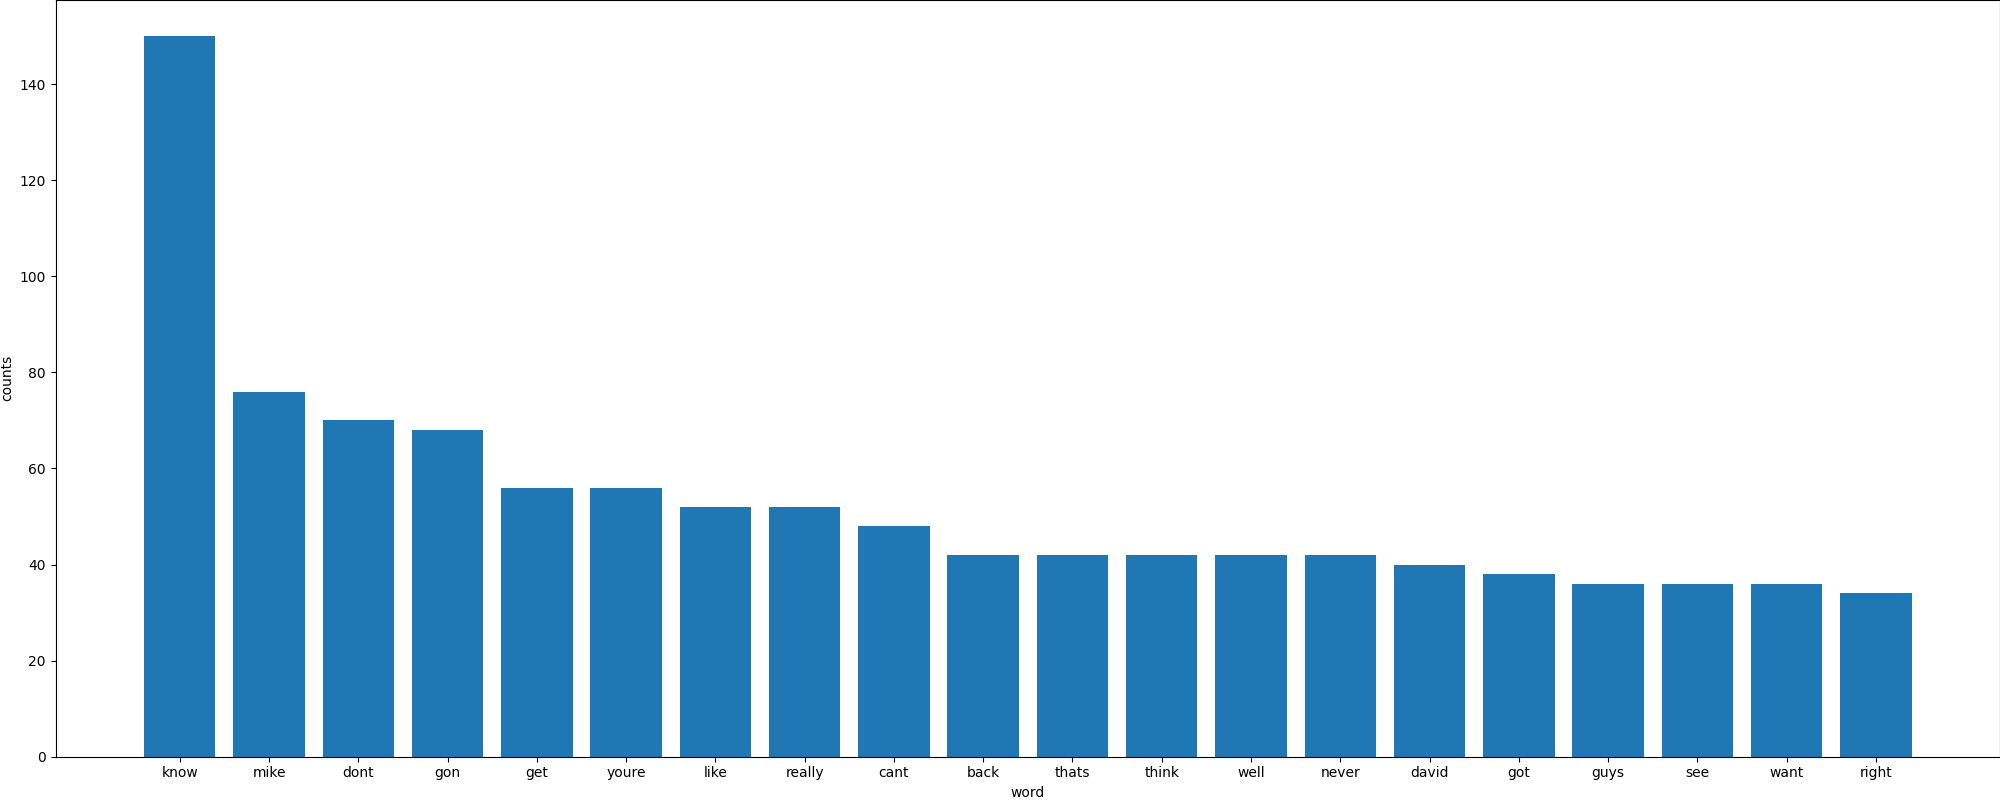 140
120
100
80
60
40
20
0
counts
know mike dont gon get youre like really cant back thats think well never david got guys see want right
word